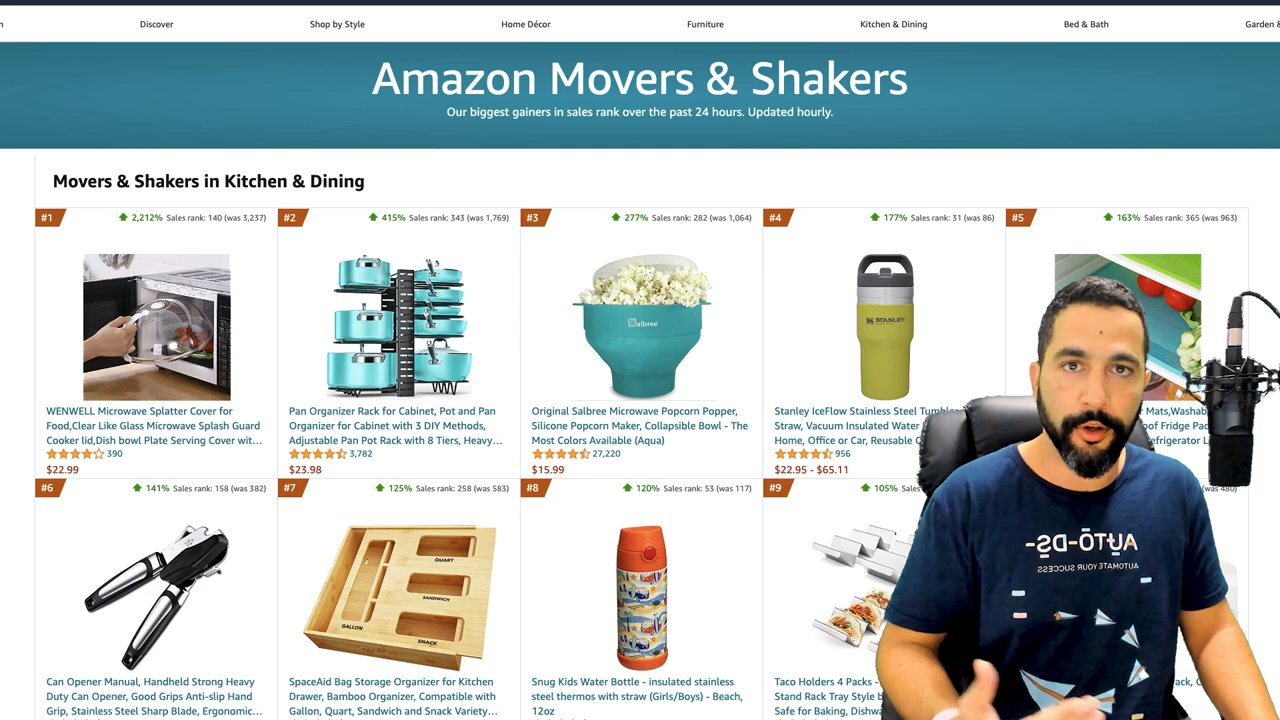 Discover
Shop by Style
Home Décor
Furniture
Kitchen & Dining
Bed & Bath
Garden &
Amazon Movers & Shakers
Our biggest gainers in sales rank over the past 24 hours. Updated hourly.
Movers & Shakers in Kitchen & Dining
#1
2,212% Sales rank: 140 (was 3,237)
WENWELL Microwave Splatter Cover for
Food,Clear Like Glass Microwave Splash Guard
Cooker lid,Dish bowl Plate Serving Cover wit...
390
$22.99
#2
415% Sales rank: 343 (was 1,769)
Pan Organizer Rack for Cabinet, Pot and Pan
Organizer for Cabinet with 3 DIY Methods,
Adjustable Pan Pot Rack with 8 Tiers, Heavy...
3,782
$23.98
#3
277% Sales rank: 282 (was 1,064)
Salbree
Original Salbree Microwave Popcorn Popper,
Silicone Popcorn Maker, Collapsible Bowl - The
Most Colors Available (Aqua)
27,220
$15.99
#4
177% Sales rank: 31 (was 86)
STANLEY
Stanley IceFlow Stainless Steel Tumbler
Straw, Vacuum Insulated Water
Home, Office or Car, Reusable C
956
$22.95 - $65.11
#5
163% Sales rank: 365 (was 963)
Mats,Washab
oof Fridge Pad
efrigerator L
#6
141% Sales rank: 158 (was 382)
Can Opener Manual, Handheld Strong Heavy
Duty Can Opener, Good Grips Anti-slip Hand
Grip, Stainless Steel Sharp Blade, Ergonomic...
#7
125% Sales rank: 258 (was 583)
QUART
SANDWICH
GALLON
SNACK
SpaceAid Bag Storage Organizer for Kitchen
Drawer, Bamboo Organizer, Compatible with
Gallon, Quart, Sandwich and Snack Variety...
#8
120% Sales rank: 53 (was 117)
Snug Kids Water Bottle - insulated stainless
steel thermos with straw (Girls/Boys) - Beach,
12oz
#9
105% Sales
Taco Holders 4 Packs -
Stand Rack Tray Style b
Safe for Baking, Dishwa
(was 480)
AUTO-DS-
AUTOMATE YOUR SUCCESS